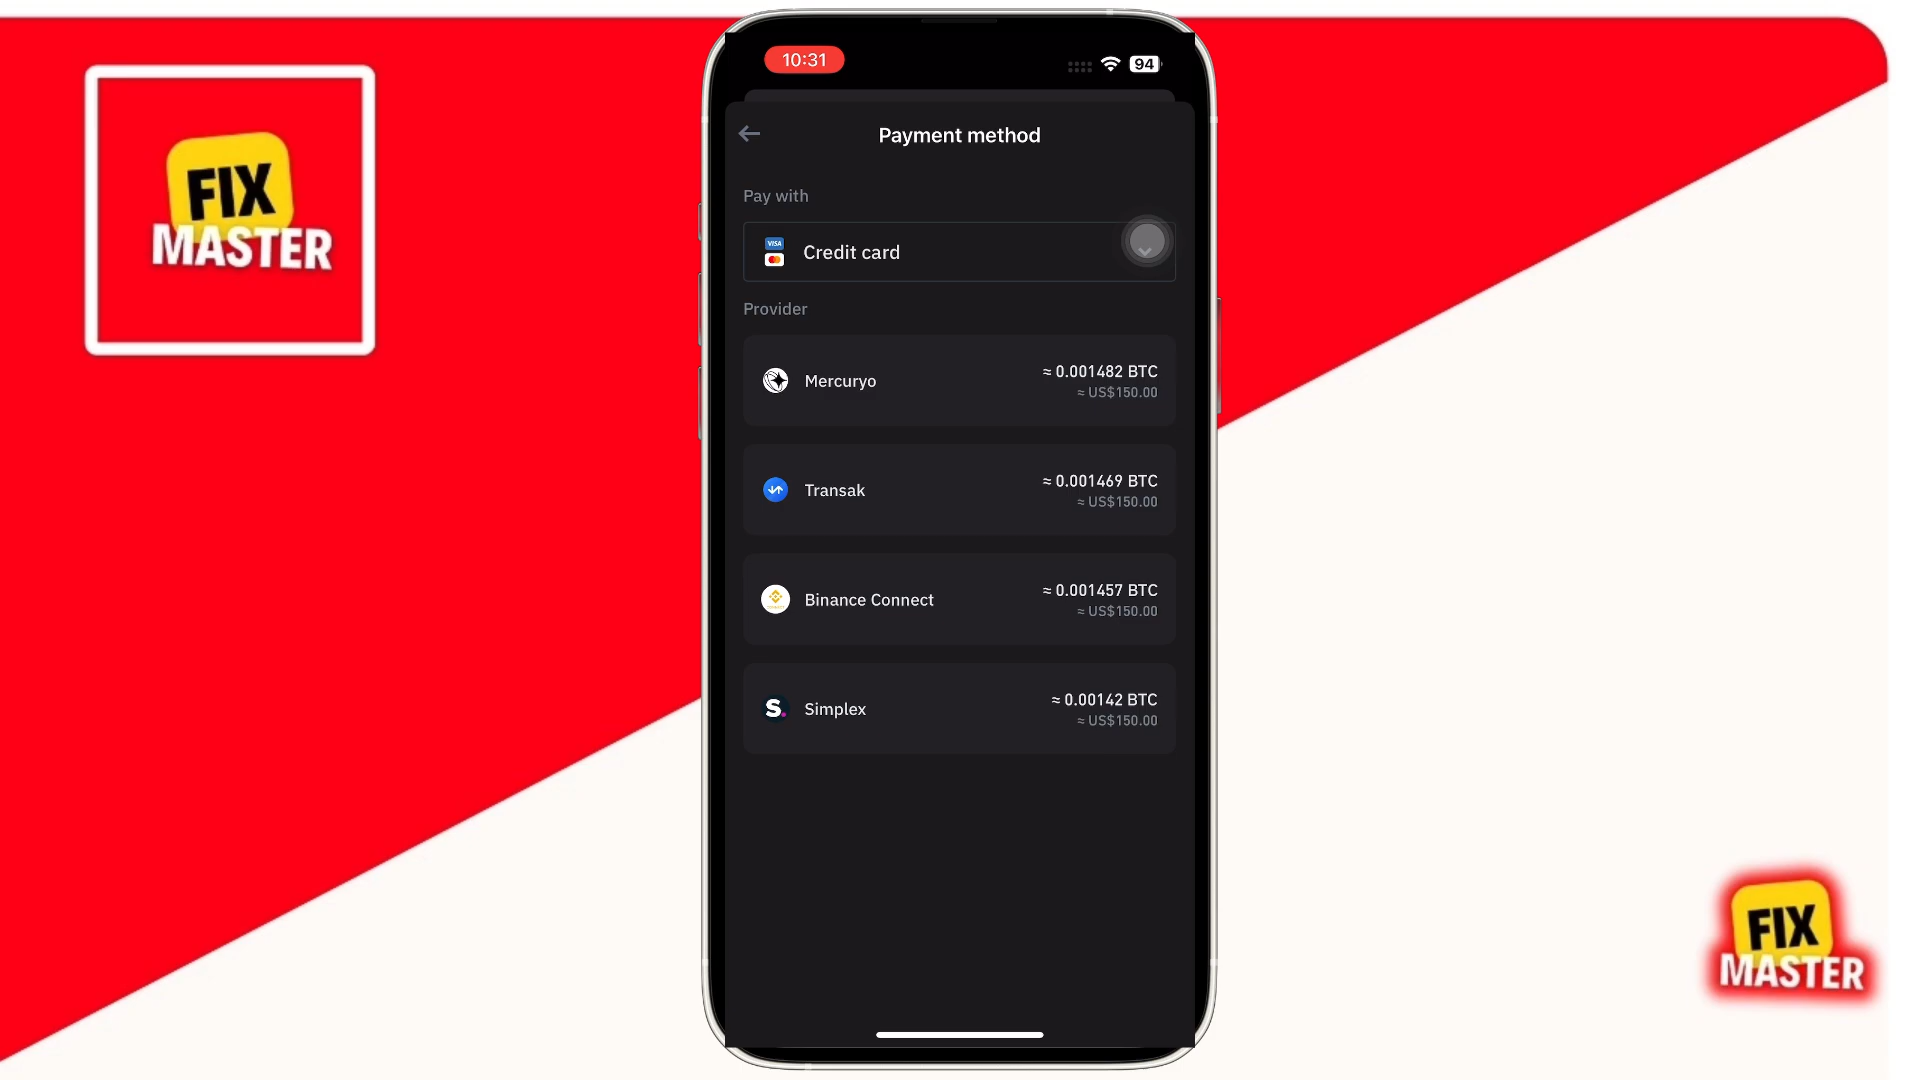 FIX
MASTER
10:31
94
Payment method
Pay with
VISA
Credit card
Provider
Mercuryo
≈ 0.001482 BTC
≈ US$150.00
Transak
≈ 0.001469 BTC
≈ US$150.00
Binance Connect
≈ 0.001457 BTC
≈ US$150.00
S.
Simplex
≈ 0.00142 BTC
≈ US$150.00
FIX
MASTER